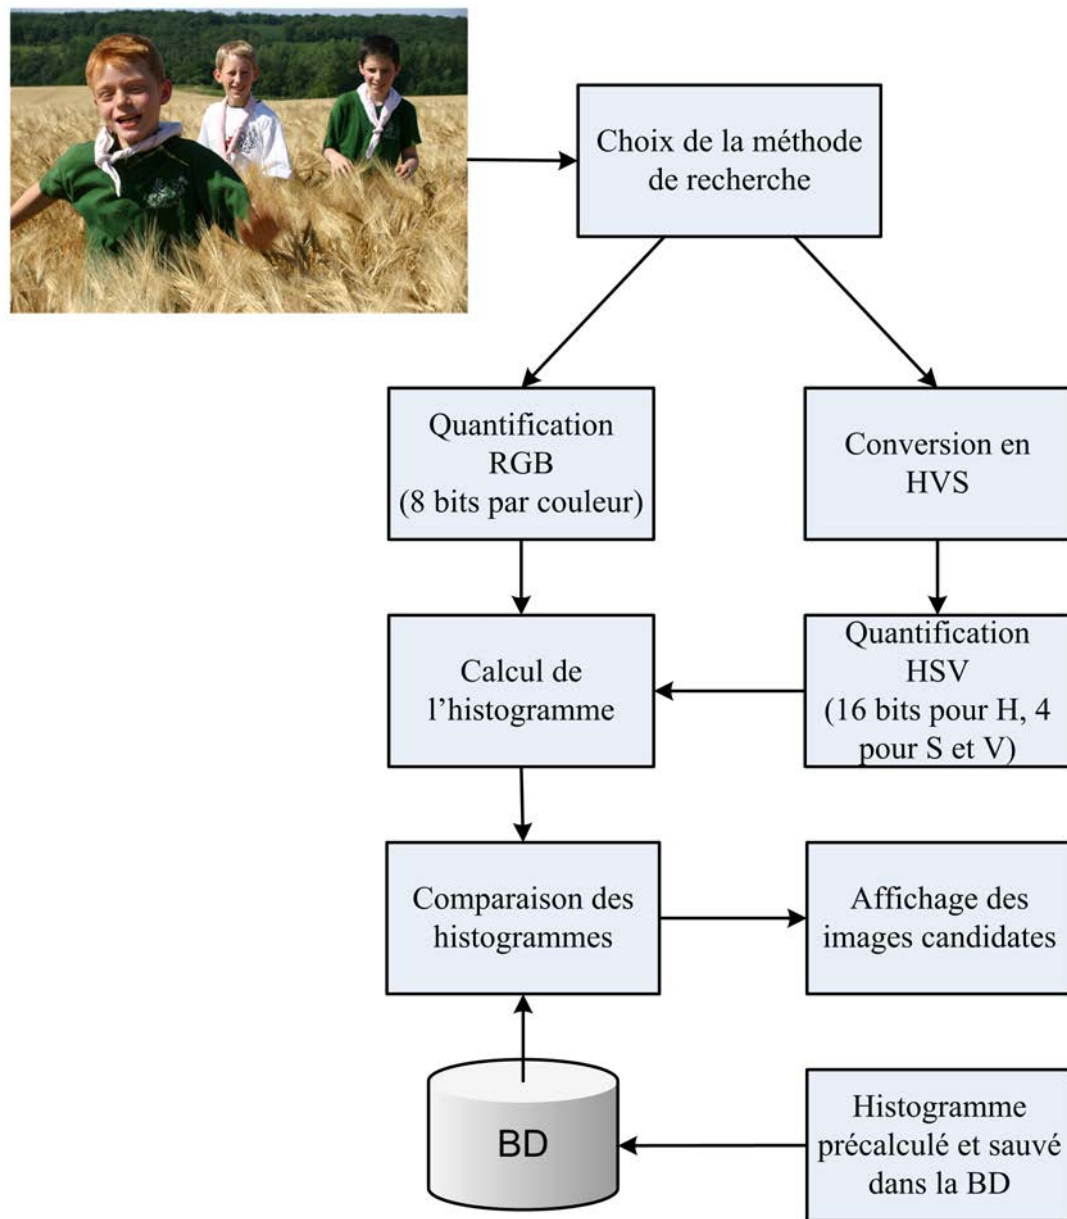 Choix de la méthode
de recherche
Quantification
RGB
(8 bits par couleur)
Conversion en
HVS
Calcul de
l’histogramme
Quantification
HSV
(16 bits pour H, 4
pour S et V)
Comparaison des
histogrammes
Affichage des
images candidates
BD
Histogramme
précalculé et sauvé
dans la BD